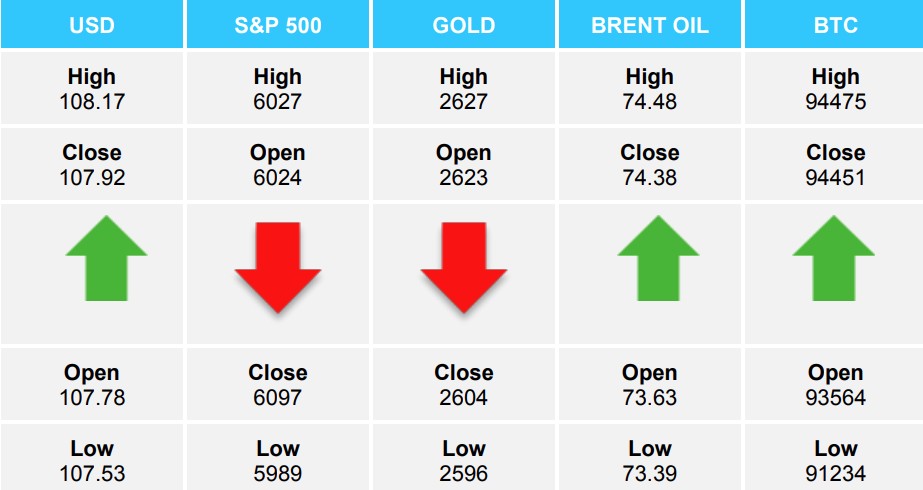 USD S&P 500 GOLD BRENT OIL BTC
High High High High High
108.17 6027 2627 74.48 94475
Close Open Open Close Close
107.92 6024 2623 74.38 94451
Open Close Close Open Open
107.78 6097 2604 73.63 93564
Low Low Low Low Low
107.53 5989 2596 73.39 91234